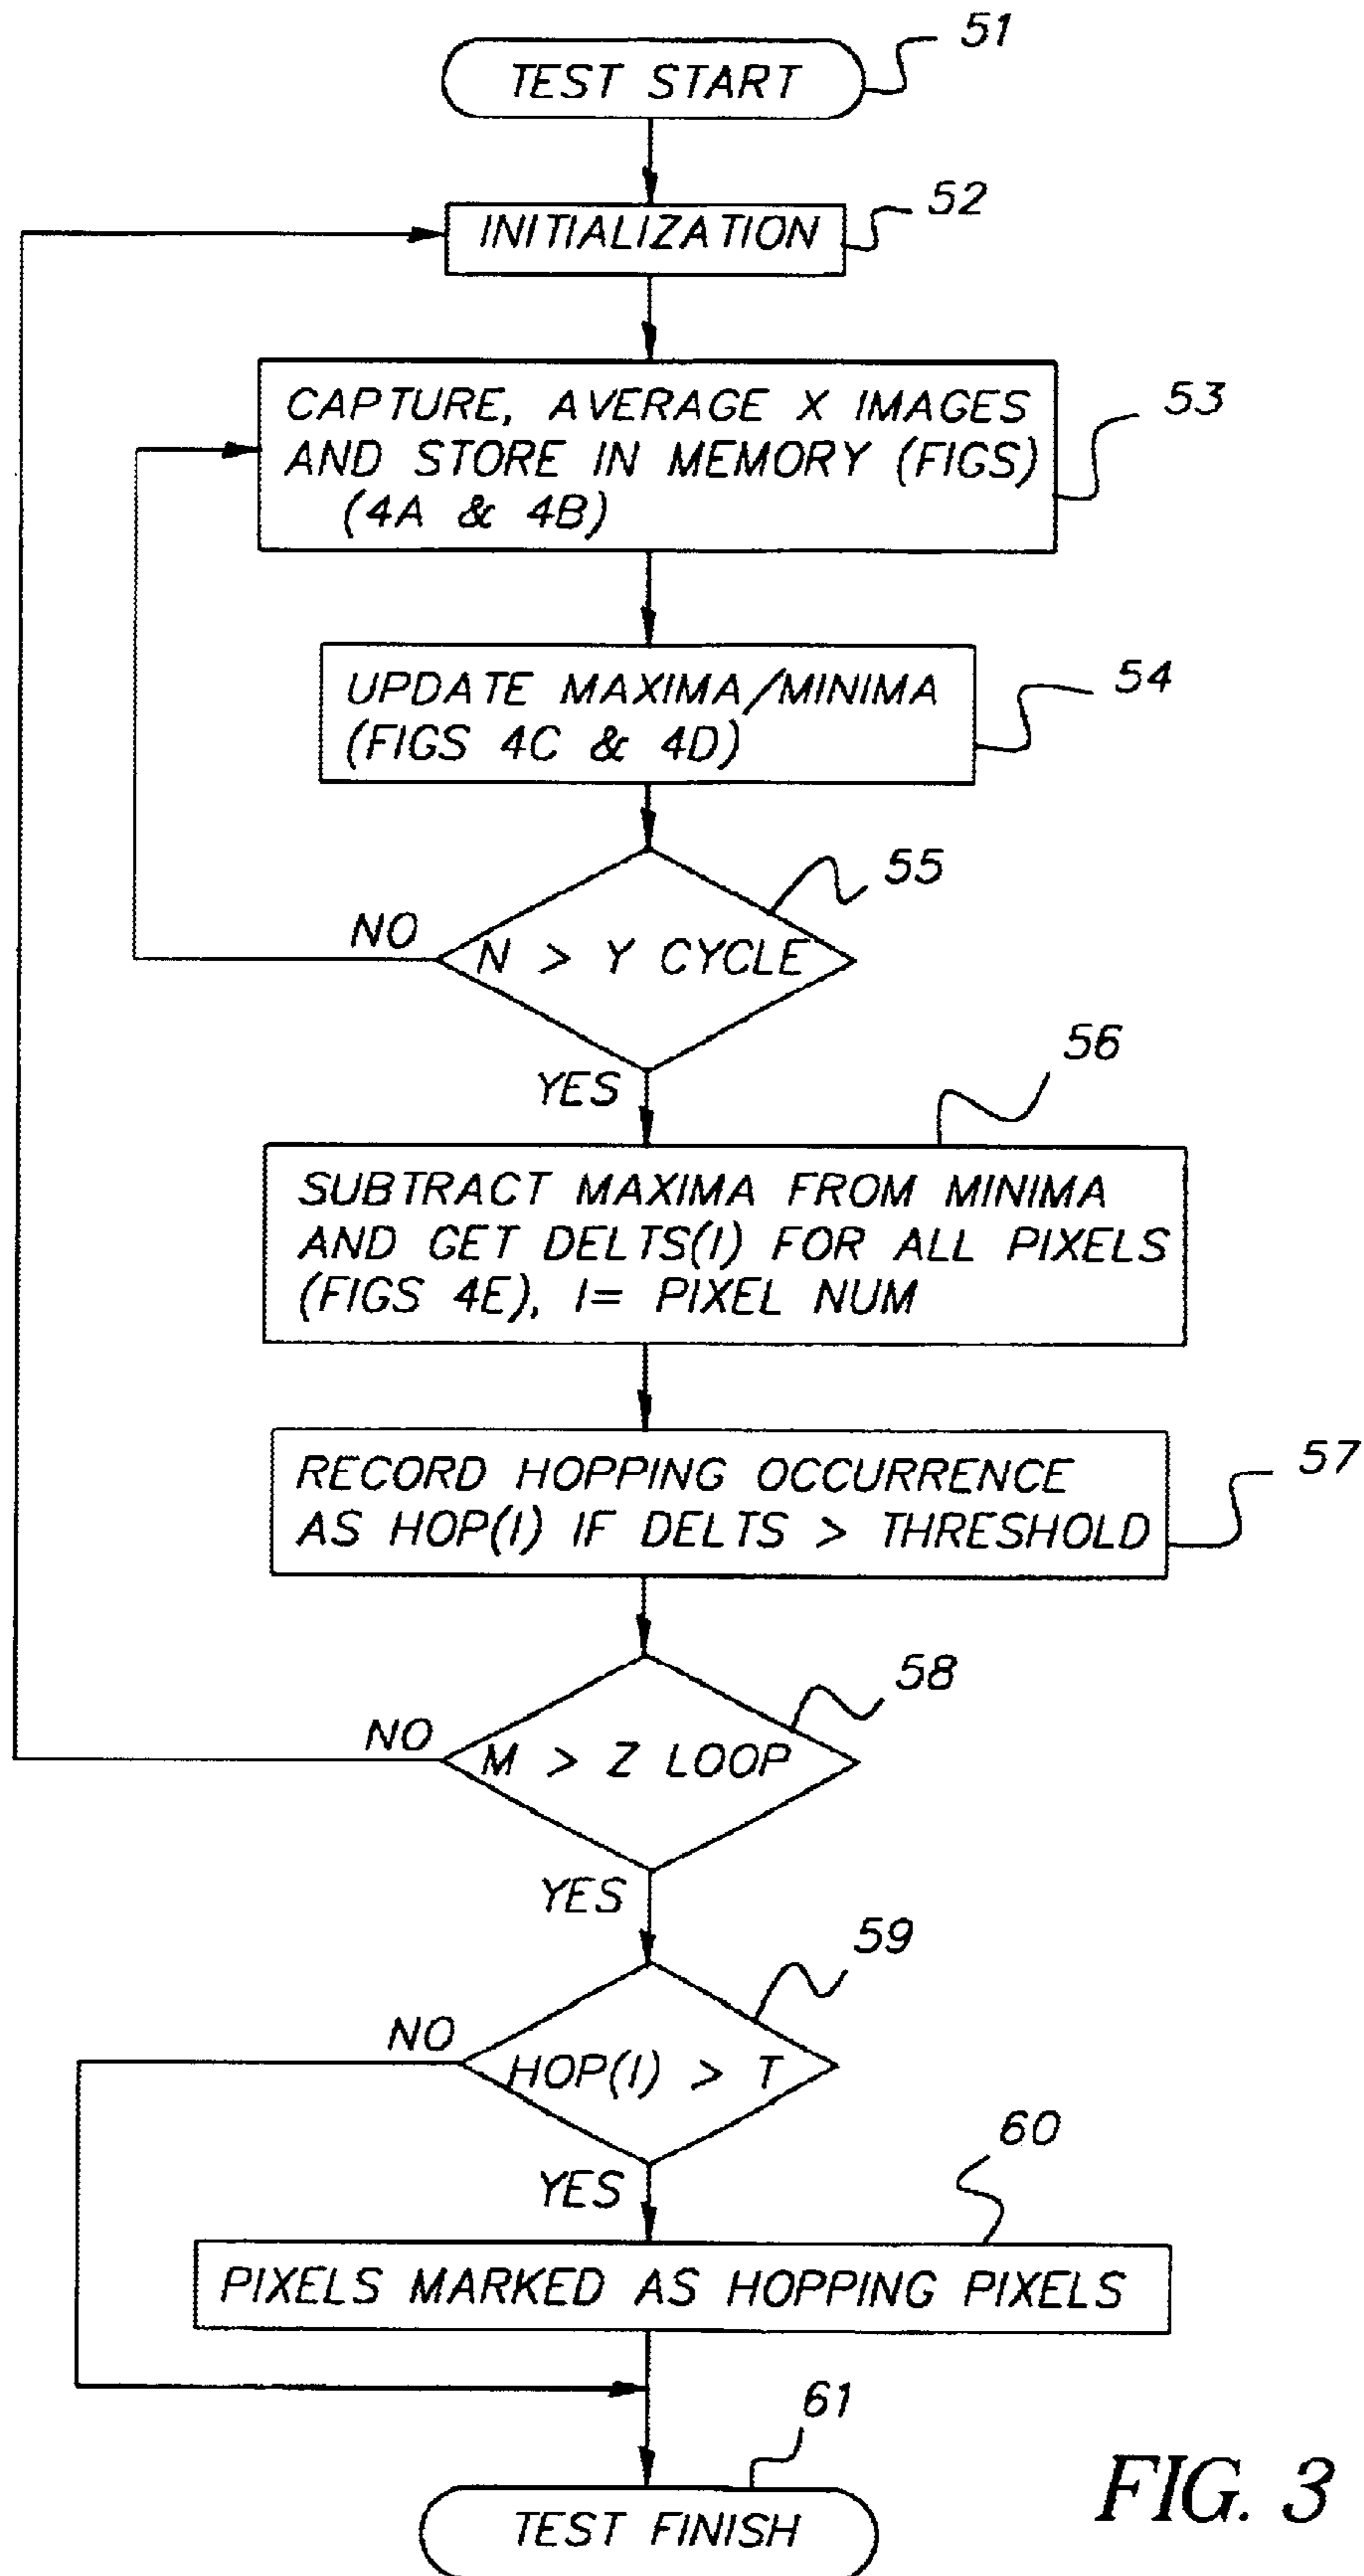 51
TEST START
52
INITIALIZATION
53
CAPTURE, AVERAGE X IMAGES
AND STORE IN MEMORY (FIGS)
(4A & 4B)
54
UPDATE MAXIMA/MINIMA
(FIGS 4C & 4D)
55
NO
N > Y CYCLE
YES
56
SUBTRACT MAXIMA FROM MINIMA
AND GET DELTS(I) FOR ALL PIXELS
(FIGS 4E), I= PIXEL NUM
57
RECORD HOPPING OCCURRENCE
AS HOP(I) IF DELTS > THRESHOLD
58
NO
M > Z LOOP
YES
59
NO
HOP(I) > T
YES
60
PIXELS MARKED AS HOPPING PIXELS
61
TEST FINISH
FIG. 3